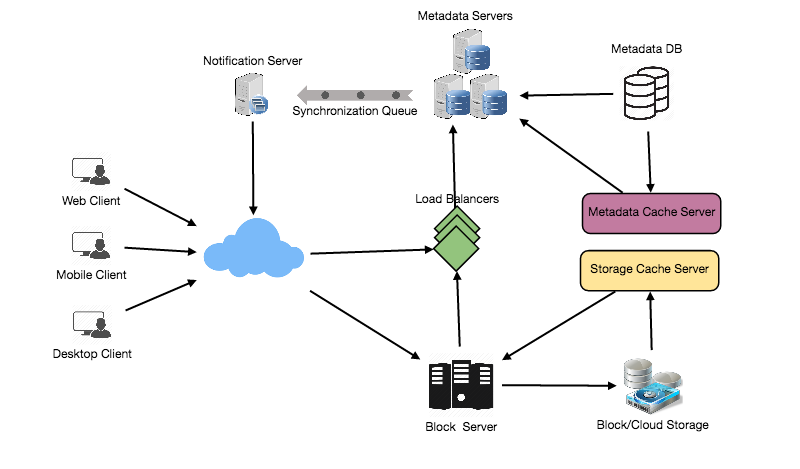 Metadata Servers
Notification Server
Metadata DB
Synchronization Queue
Web Client
Load Balancers
Metadata Cache Server
Mobile Client
Storage Cache Server
Desktop Client
Block Server
Block/Cloud Storage